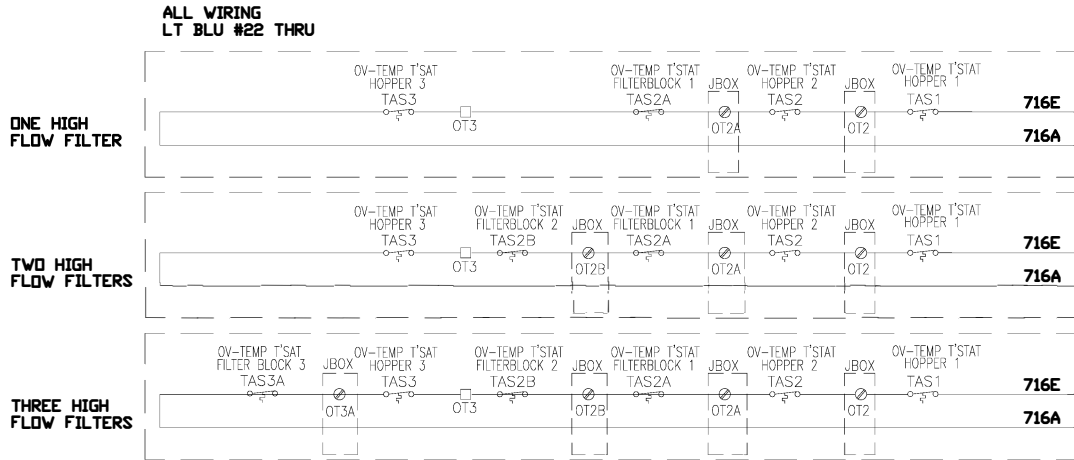 ALL WIRING
LT BLU #22 THRU
OV-TEMP T'SAT OV-TEMP T'STAT OV-TEMP T'STAT OV-TEMP T'STAT
HOPPER 3 FILTERBLOCK 1 JBOX HOPPER 2 JBOX HOPPER 1
TAS3 TAS2A TAS2 TAS1
716E
OT3 OT2A OT2
ONE HIGH
FLOW FILTER
716A
OV-TEMP T'SAT OV-TEMP T'STAT OV-TEMP T'STAT OV-TEMP T'STAT OV-TEMP T'STAT
HOPPER 3 FILTERBLOCK 2 JBOX FILTERBLOCK 1 JBOX HOPPER 2 JBOX HOPPER 1
TAS3 TAS2B TAS2A TAS2 TAS1
716E
OT3 OT2B OT2A OT2
TWO HIGH
FLOW FILTERS
716A
OV-TEMP T'SAT OV-TEMP T'SAT OV-TEMP T'STAT OV-TEMP T'STAT OV-TEMP T'STAT OV-TEMP T'STAT
FILTER BLOCK 3 JBOX HOPPER 3 FILTERBLOCK 2 JBOX FILTERBLOCK 1 JBOX HOPPER 2 JBOX HOPPER 1
TAS3A TAS3 TAS2B TAS2A TAS2 TAS1
716E
OT3A OT3 OT2B OT2A OT2
THREE HIGH
FLOW FILTERS
716A